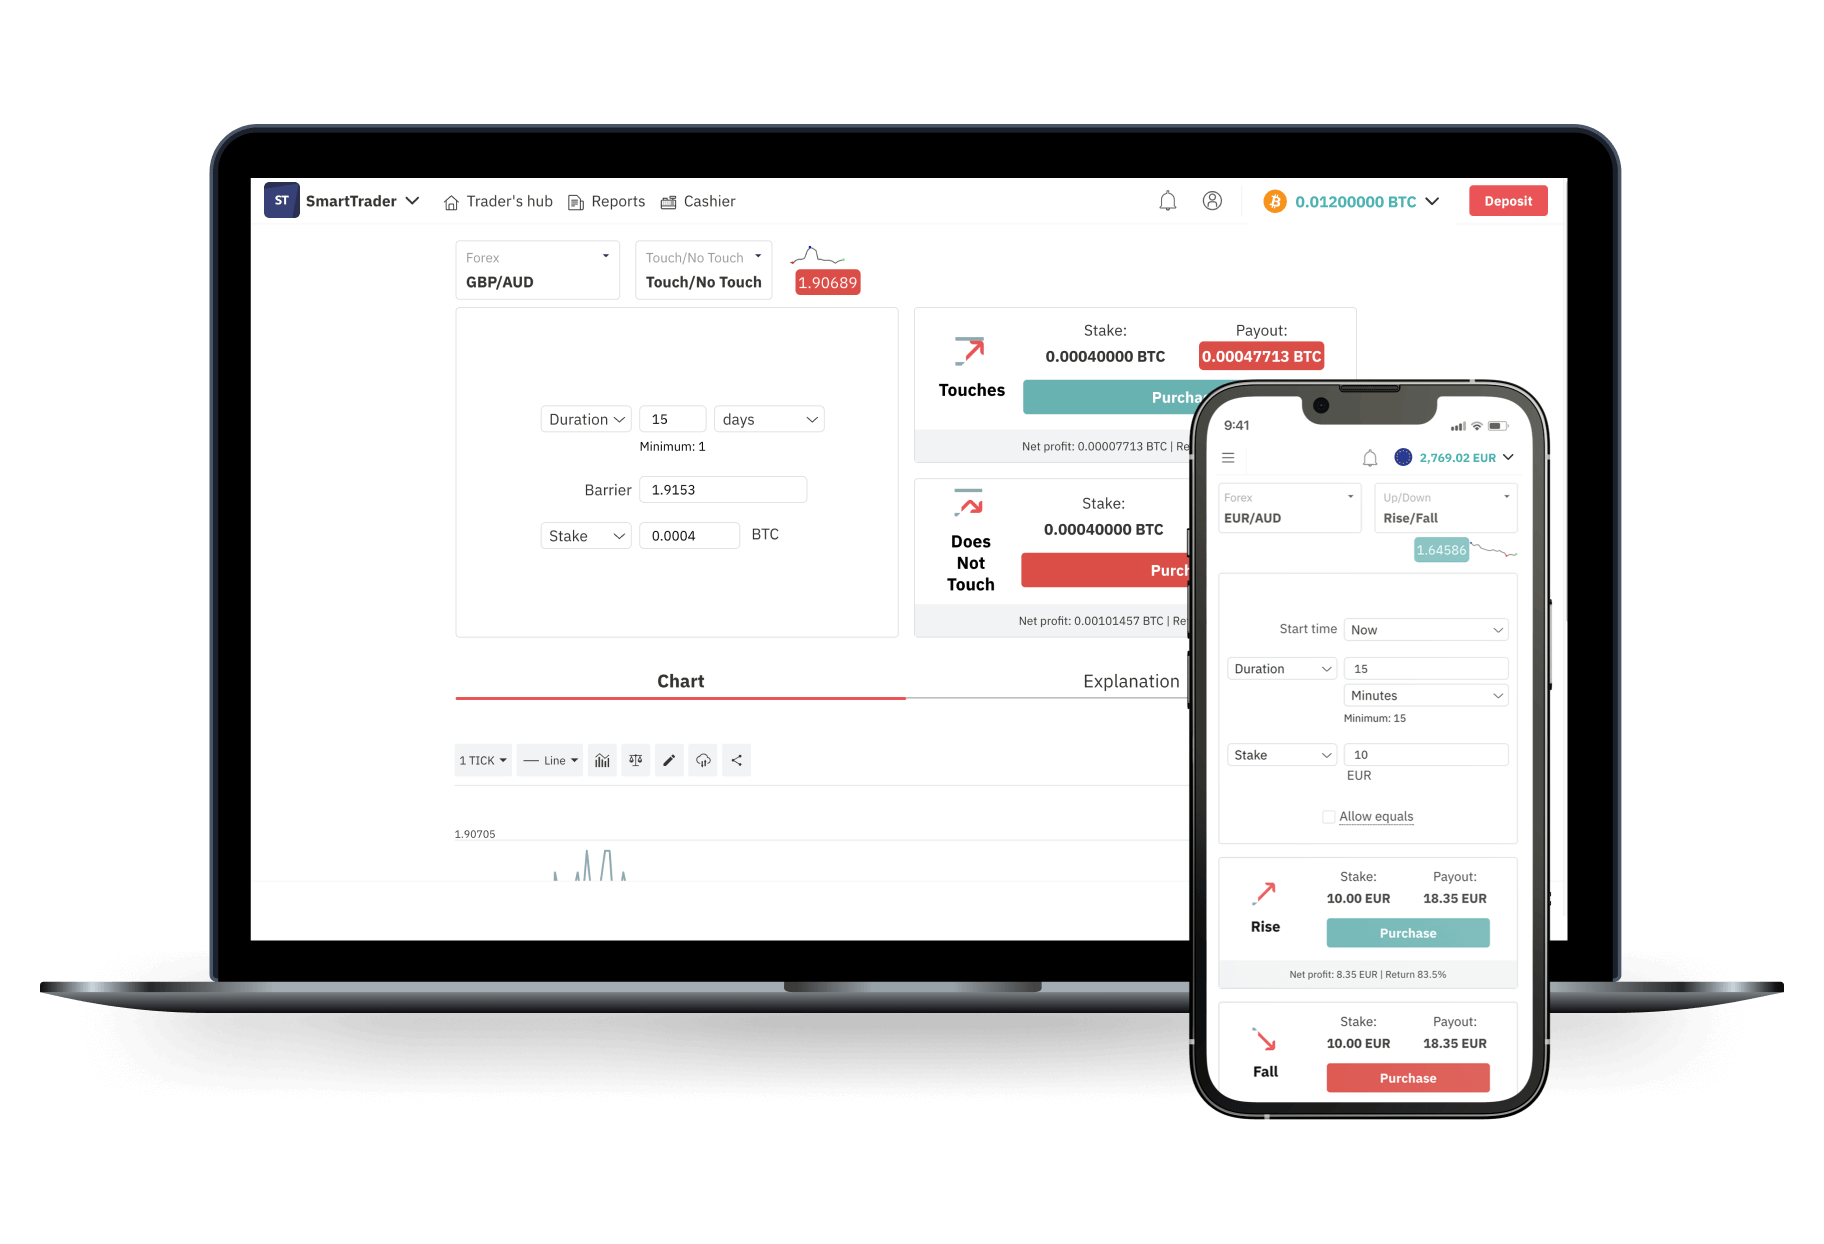 ST SmartTrader Trader's hub Reports Cashier 0.01200000 BTC Deposit
Forex
GBP/AUD
Touch/No Touch
Touch/No Touch
1.90689
Duration 15 days
Minimum: 1
Barrier 1.9153
Stake 0.0004 BTC
Stake: Payout:
0.00040000 BTC 0.00047713 BTC
Touches
Net profit: 0.00007713 BTC |
Stake:
0.00040000 BTC
Does
Not
Touch
Net profit: 0.00101457 BTC |
Chart Explanation
1 TICK Line
1.90705
9:41
2,769.02 EUR
Forex
EUR/AUD
Up/Down
Rise/Fall
1.64586
Start time Now
Duration 15
Minutes
Minimum: 15
Stake 10
EUR
Allow equals
Stake: Payout:
10.00 EUR 18.35 EUR
Rise
Purchase
Net profit: 8.35 EUR | Return 83.5%
Stake: Payout:
10.00 EUR 18.35 EUR
Fall
Purchase